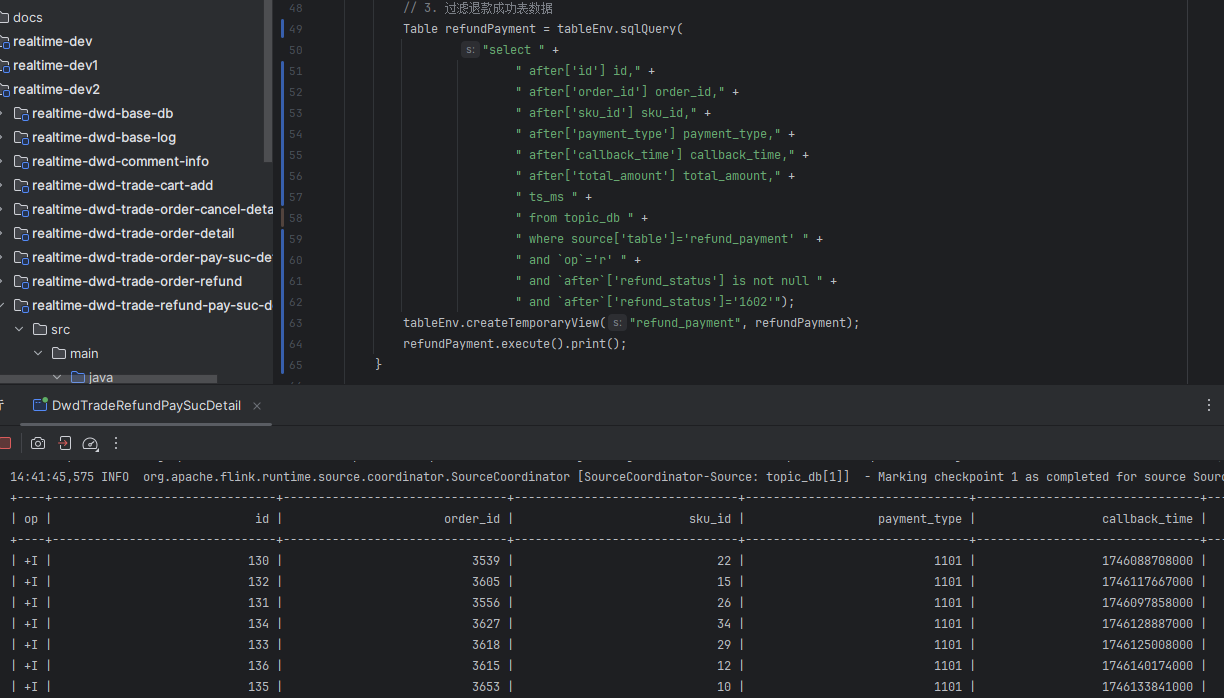 docs
realtime-dev
realtime-dev1
realtime-dev2
realtime-dwd-base-db
realtime-dwd-base-log
realtime-dwd-comment-info
realtime-dwd-trade-cart-add
realtime-dwd-trade-order-cancel-deta
realtime-dwd-trade-order-detail
realtime-dwd-trade-order-pay-suc-de
realtime-dwd-trade-order-refund
realtime-dwd-trade-refund-pay-suc-d
src
main
java
48 // 3. 过滤退款成功表数据
49 Table refundPayment = tableEnv.sqlQuery(
50 s: "select " +
51 " after['id'] id," +
52 " after['order_id'] order_id," +
53 " after['sku_id'] sku_id," +
54 " after['payment_type'] payment_type," +
55 " after['callback_time'] callback_time," +
56 " after['total_amount'] total_amount," +
57 " ts_ms " +
58 " from topic_db " +
59 " where source['table']='refund_payment' " +
60 " and `op`='r' " +
61 " and `after`['refund_status'] is not null " +
62 " and `after`['refund_status']='1602'");
63 tableEnv.createTemporaryView( s: "refund_payment", refundPayment);
64 refundPayment.execute().print();
65 }
DwdTradeRefundPaySucDetail
14:41:45,575 INFO org.apache.flink.runtime.source.coordinator.SourceCoordinator [SourceCoordinator-Source: topic_db[1]] - Marking checkpoint 1 as completed for source Sourc
| op | id | order_id | sku_id | payment_type | callback_time |
| +I | 130 | 3539 | 22 | 1101 | 1746088708000 |
| +I | 132 | 3605 | 15 | 1101 | 1746117667000 |
| +I | 131 | 3556 | 26 | 1101 | 1746097858000 |
| +I | 134 | 3627 | 34 | 1101 | 1746128887000 |
| +I | 133 | 3618 | 29 | 1101 | 1746125008000 |
| +I | 136 | 3615 | 12 | 1101 | 1746140174000 |
| +I | 135 | 3653 | 10 | 1101 | 1746133841000 |